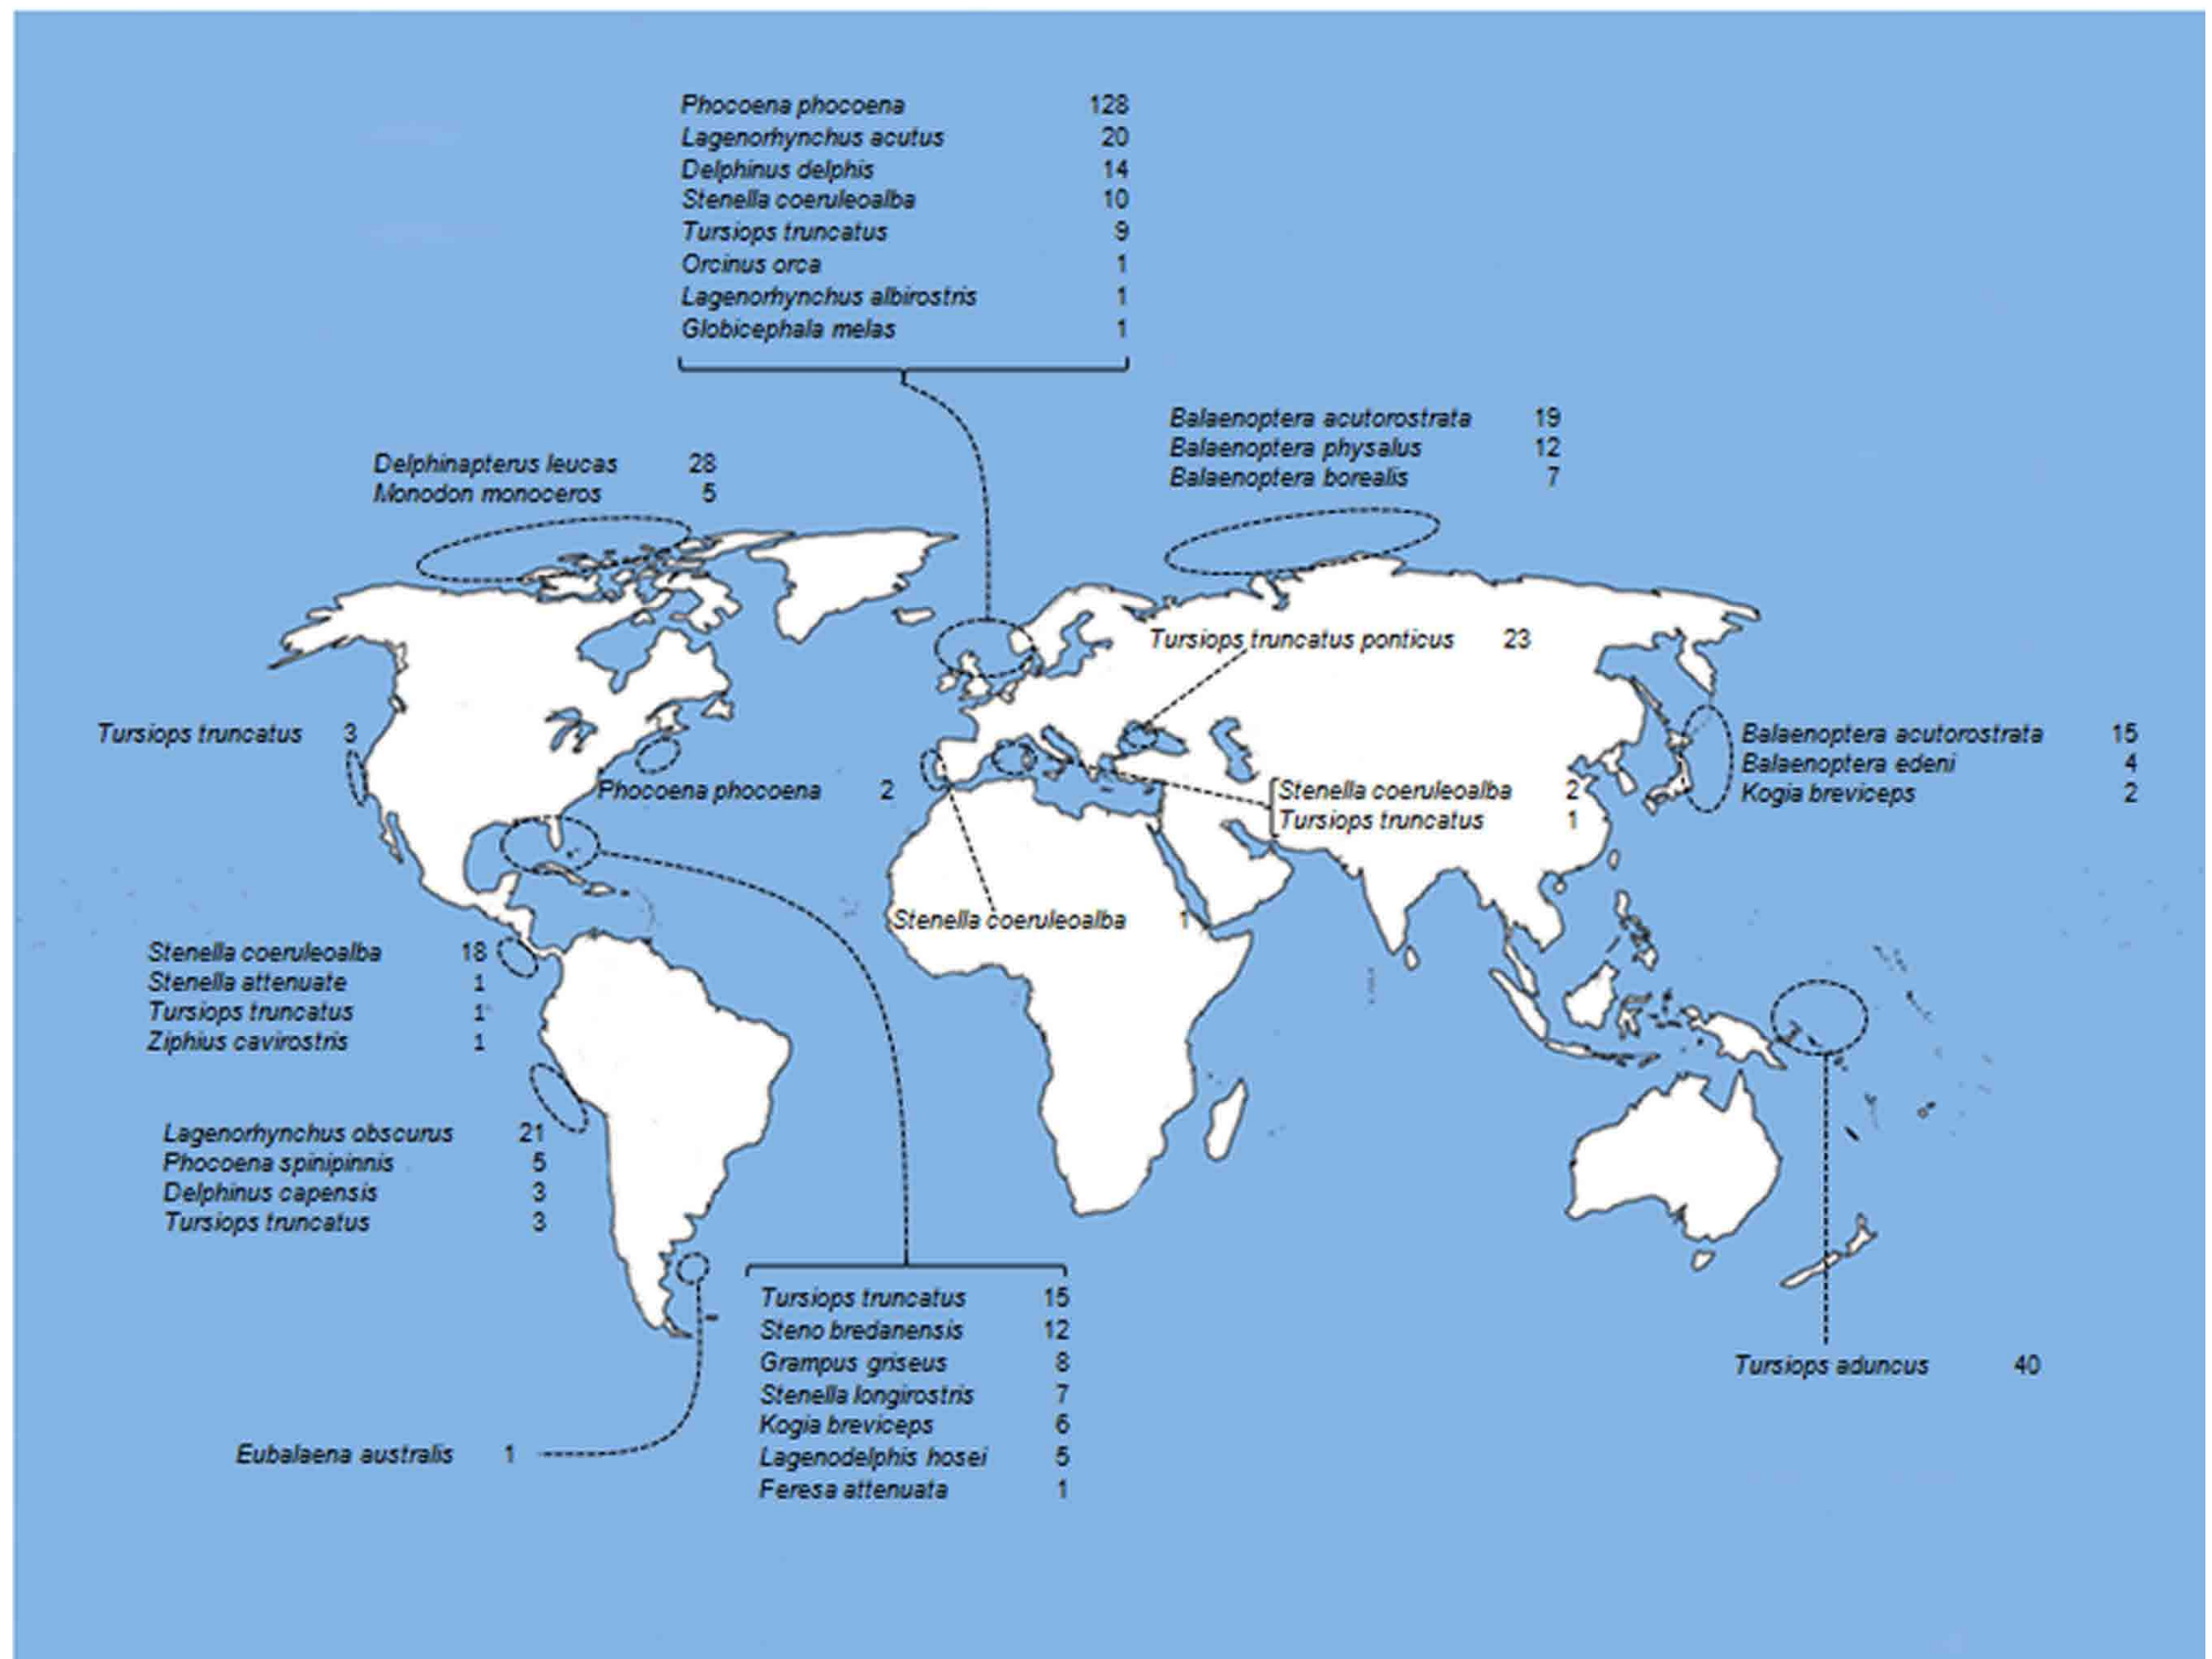 Phocoena phocoena 128
Lagenorhynchus acutus 20
Delphinus delphis 14
Stenella coeruleoalba 10
Tursiops truncatus 9
Orcinus orca 1
Lagenorhynchus albirostris 1
Globicephala melas 1
Balaenoptera acutorostrata 19
Balaenoptera physalus 12
Balaenoptera borealis 7
Delphinapterus leucas 28
Monodon monoceros 5
Tursiops truncatus ponticus 23
Tursiops truncatus 3
Phocoena phocoena 2
Stenella coeruleoalba 2
Tursiops truncatus 1
Balaenoptera acutorostrata 15
Balaenoptera edeni 4
Kogia breviceps 2
Stenella coeruleoalba 1
Stenella coeruleoalba 18
Stenella attenuate 1
Tursiops truncatus 1
Ziphius cavirostris 1
Lagenorhynchus obscurus 21
Phocoena spinipinnis 5
Delphinus capensis 3
Tursiops truncatus 3
Tursiops truncatus 15
Steno bredanensis 12
Grampus griseus 8
Stenella longirostris 7
Kogia breviceps 6
Lagenodelphis hosei 5
Feresa attenuata 1
Tursiops aduncus 40
Eubalaena australis 1